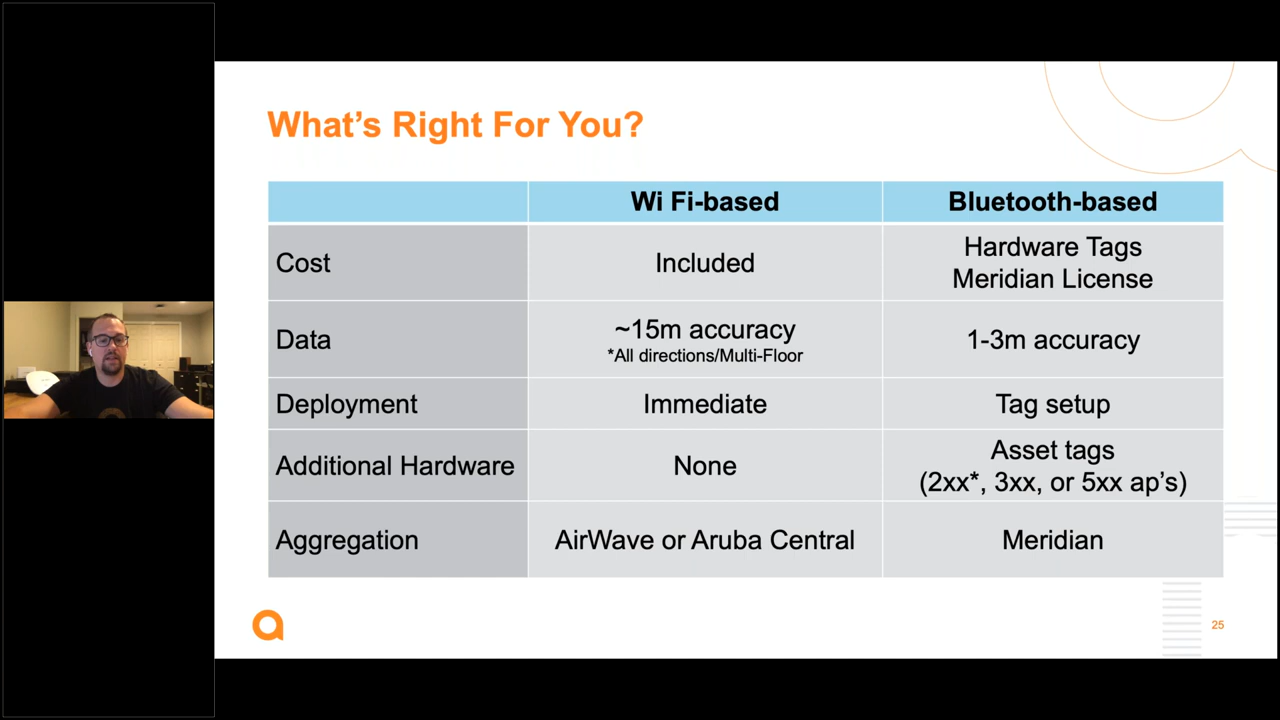 What's Right For You?
Wi Fi-based
Bluetooth-based
Cost
Included
Hardware Tags
Meridian License
Data
~15m accuracy
*All directions/Multi-Floor
1-3m accuracy
Deployment
Immediate
Tag setup
Additional Hardware
None
Asset tags
(2xx*, 3xx, or 5xx ap's)
Aggregation
AirWave or Aruba Central
Meridian
25